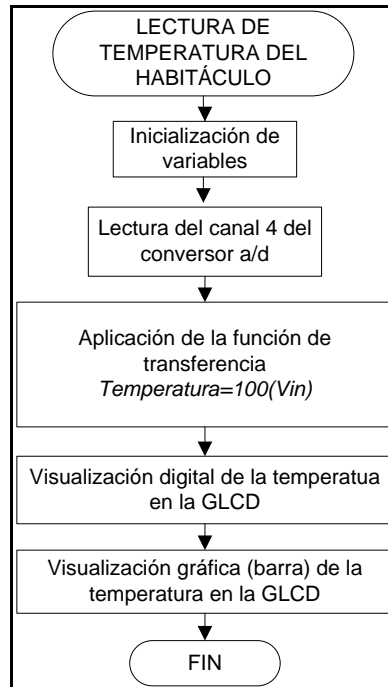 LECTURA DE
TEMPERATURA DEL
HABITÁCULO
Inicialización de
variables
Lectura del canal 4 del
conversor a/d
Aplicación de la función de
transferencia
Temperatura=100(Vin)
Visualización digital de la temperatua
en la GLCD
Visualización gráfica (barra) de la
temperatura en la GLCD
FIN